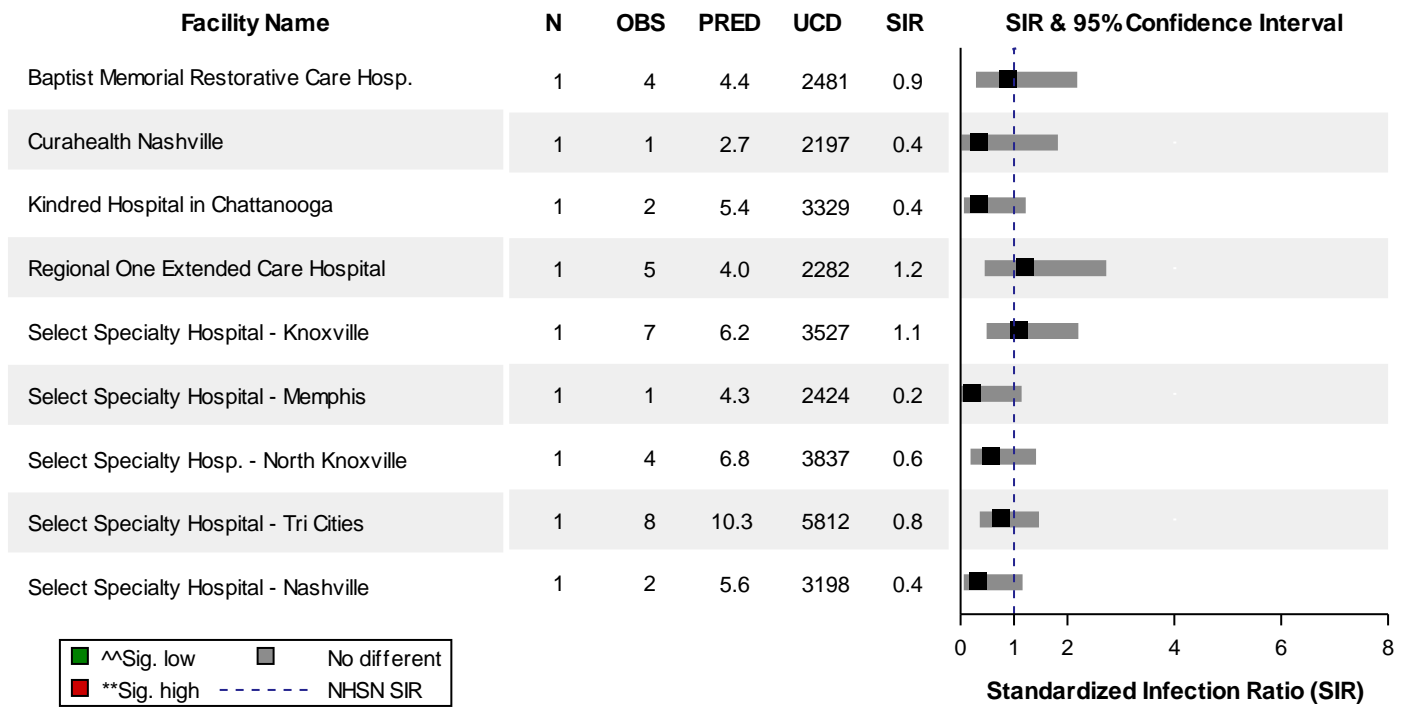 Facility Name N OBS PRED UCD SIR SIR & 95% Confidence Interval
Baptist Memorial Restorative Care Hosp. 1 4 4.4 2481 0.9
Curahealth Nashville 1 1 2.7 2197 0.4
Kindred Hospital in Chattanooga 1 2 5.4 3329 0.4
Regional One Extended Care Hospital 1 5 4.0 2282 1.2
Select Specialty Hospital - Knoxville 1 7 6.2 3527 1.1
Select Specialty Hospital - Memphis 1 1 4.3 2424 0.2
Select Specialty Hosp. - North Knoxville 1 4 6.8 3837 0.6
Select Specialty Hospital - Tri Cities 1 8 10.3 5812 0.8
Select Specialty Hospital - Nashville 1 2 5.6 3198 0.4
0 1 2 4 6 8
^^Sig. low No different
**Sig. high NHSN SIR
Standardized Infection Ratio (SIR)